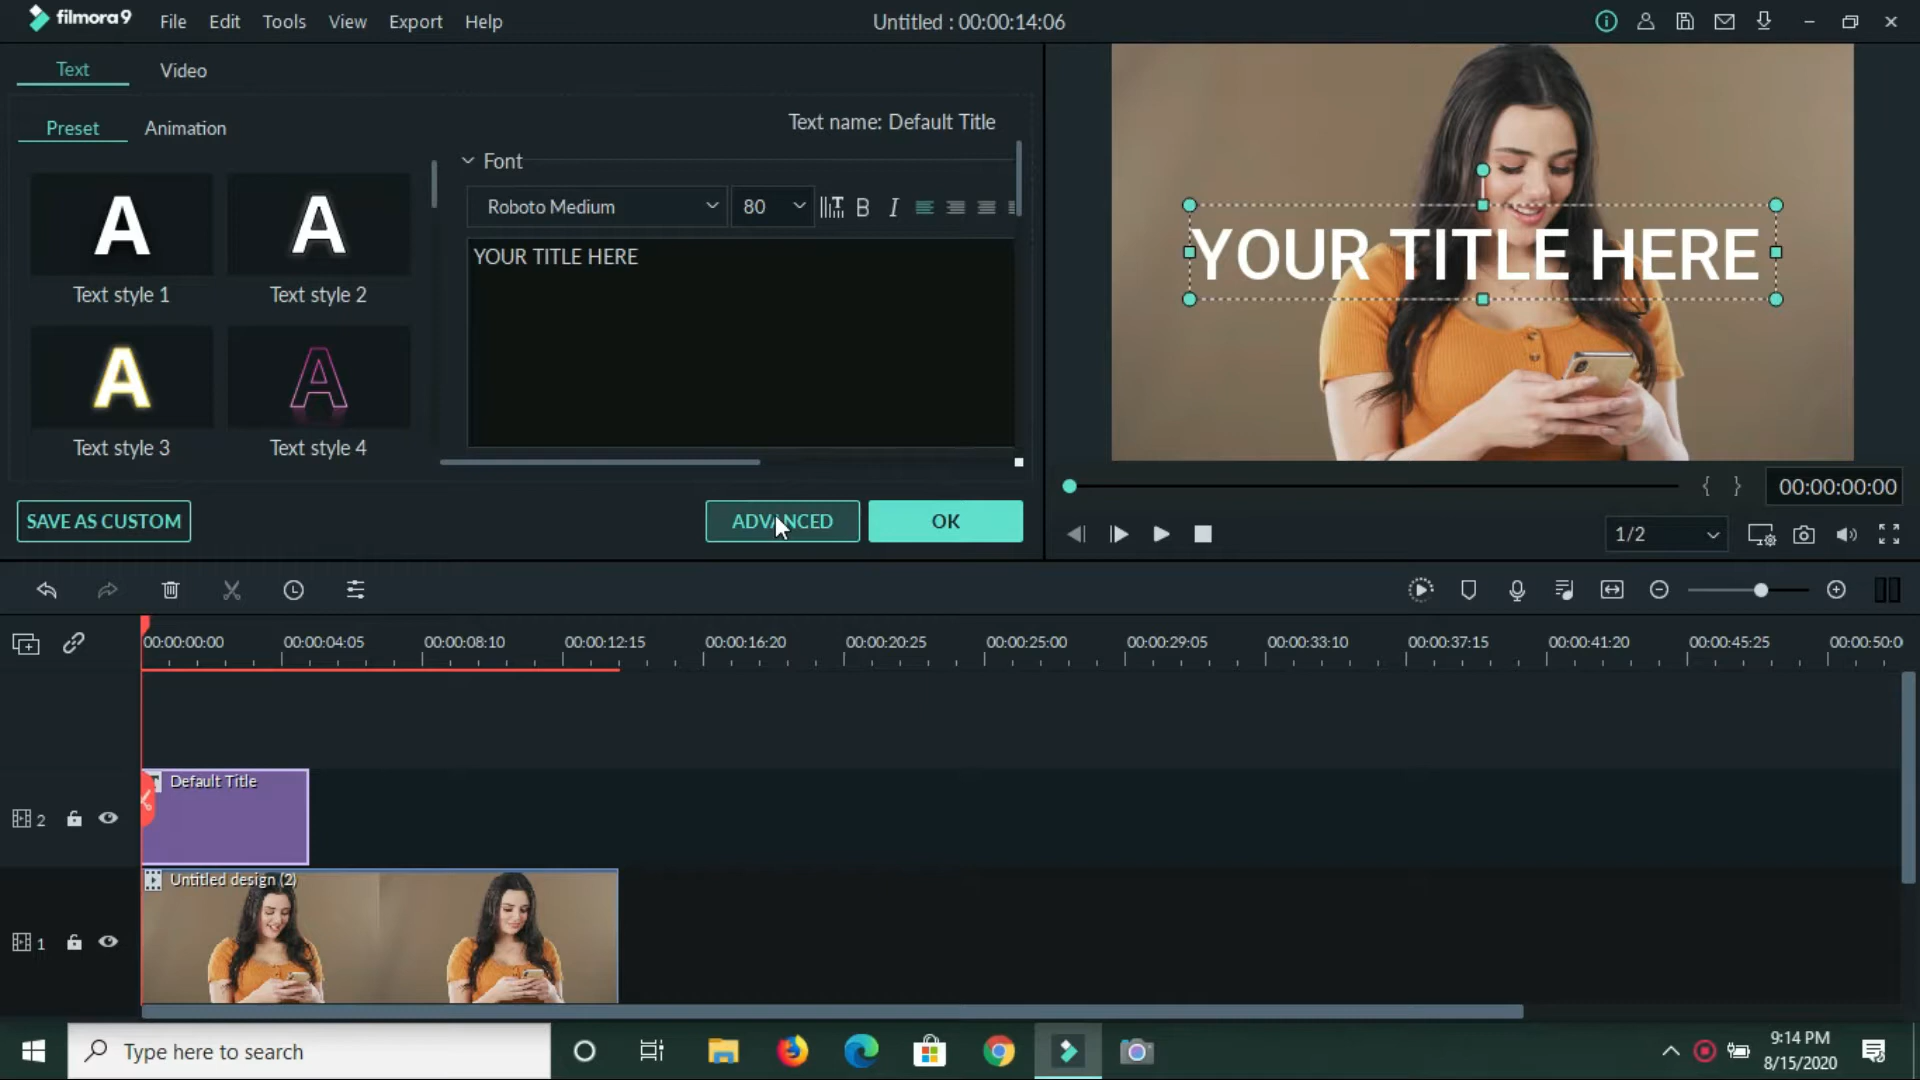 filmora9 File Edit Tools View Export Help Untitled : 00:00:14:06
Text Video
Preset Animation
Text name: Default Title
Font
Roboto Medium 80 B I
YOUR TITLE HERE
A A
Text style 1 Text style 2
A A
Text style 3 Text style 4
SAVE AS CUSTOM ADVANCED OK
YOUR TITLE HERE
{ } 00:00:00:00
1/2
00:00:00:00 00:00:04:05 00:00:08:10 00:00:12:15 00:00:16:20 00:00:20:25 00:00:25:00 00:00:29:05 00:00:33:10 00:00:37:15 00:00:41:20 00:00:45:25 00:00:50:0
Default Title
2
Untitled design (2)
1
Type here to search
9:14 PM
8/15/2020